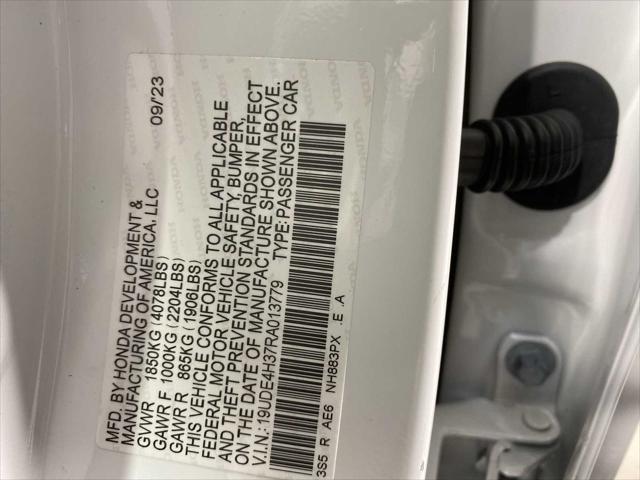 MFD. BY HONDA DEVELOPMENT &
MANUFACTURING OF AMERICA, LLC 09/'23
GVWR 1850KG (4078LBS)
GAWR F 1000KG (2204LBS)
GAWR R 865KG (1906LBS)
THIS VEHICLE CONFORMS TO ALL APPLICABLE
FEDERAL MOTOR VEHICLE SAFETY, BUMPER,
AND THEFT PREVENTION STANDARDS IN EFFECT
ON THE DATE OF MANUFACTURE SHOWN ABOVE.
V.I.N.: 19UDE4H37RA013779 TYPE: PASSENGER CAR
3S5 R AE6 NH883PX .E .A